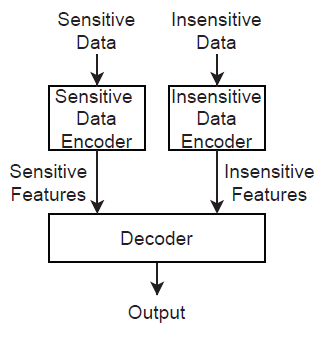 Sensitive
Data
Insensitive
Data
Sensitive
Data
Encoder
Insensitive
Data
Encoder
Sensitive
Features
Insensitive
Features
Decoder
Output